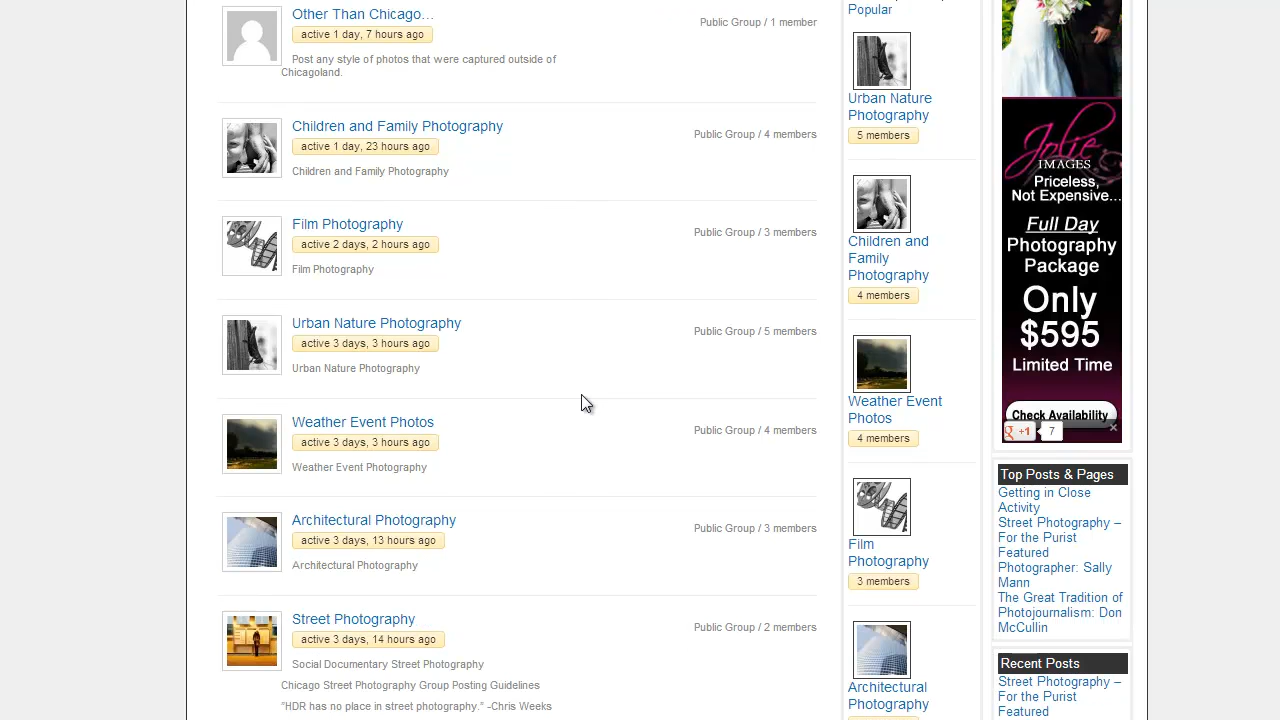 Other Than Chicago…
active 1 day, 7 hours ago
Public Group / 1 member
Post any style of photos that were captured outside of
Chicagoland.
Children and Family Photography
active 1 day, 23 hours ago
Public Group / 4 members
Children and Family Photography
Film Photography
active 3 days, 2 hours ago
Public Group / 3 members
Film Photography
Urban Nature Photography
active 3 days, 3 hours ago
Public Group / 5 members
Urban Nature Photography
Weather Event Photos
active 3 days, 3 hours ago
Public Group / 4 members
Weather Event Photography
Architectural Photography
active 3 days, 13 hours ago
Public Group / 3 members
Architectural Photography
Street Photography
active 3 days, 14 hours ago
Public Group / 2 members
Social Documentary Street Photography
Chicago Street Photography Group Posting Guidelines
"HDR has no place in street photography." -Chris Weeks
Popular
Urban Nature
Photography
5 members
Children and
Family
Photography
4 members
Weather Event
Photos
4 members
Film
Photography
3 members
Architectural
Photography
Jolie
IMAGES
Priceless,
Not Expensive...
Full Day
Photography
Package
Only
$595
Limited Time
Check Availability
+1
7
Top Posts & Pages
Getting in Close
Activity
Street Photography –
For the Purist
Featured
Photographer: Sally
Mann
The Great Tradition of
Photojournalism: Don
McCullin
Recent Posts
Street Photography –
For the Purist
Featured